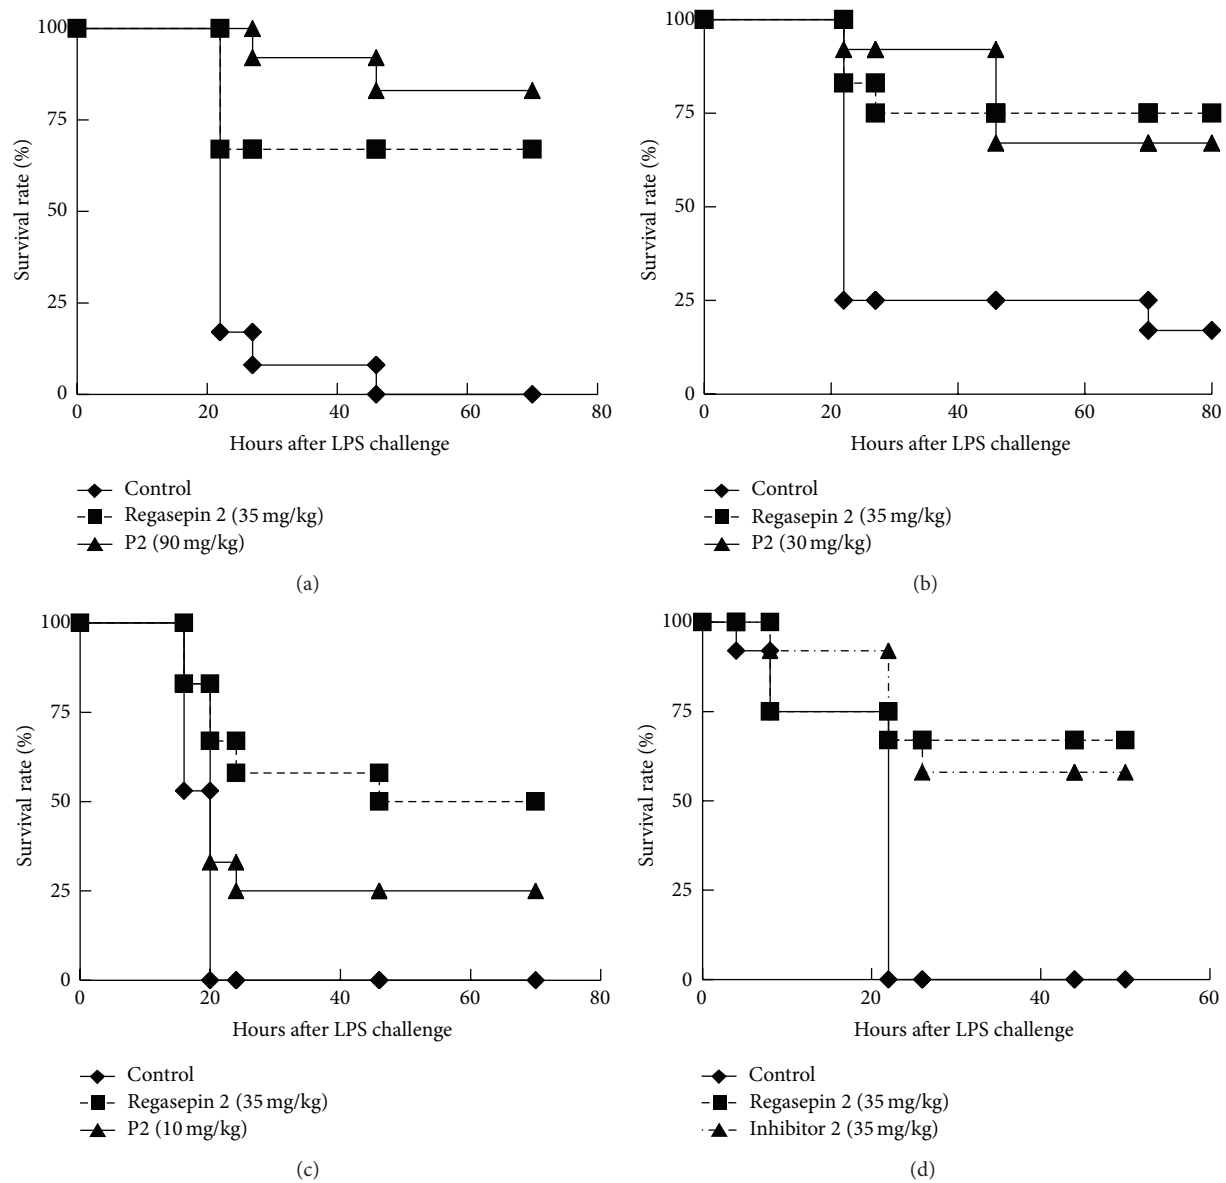 100
75
50
25
0
Survival rate (%)
0 20 40 60 80
Hours after LPS challenge
Control
Regasepin 2 (35 mg/kg)
P2 (90 mg/kg)
(a)
100
75
50
25
0
Survival rate (%)
0 20 40 60 80
Hours after LPS challenge
Control
Regasepin 2 (35 mg/kg)
P2 (30 mg/kg)
(b)
100
75
50
25
0
Survival rate (%)
0 20 40 60 80
Hours after LPS challenge
Control
Regasepin 2 (35 mg/kg)
P2 (10 mg/kg)
(c)
100
75
50
25
0
Survival rate (%)
0 20 40 60
Hours after LPS challenge
Control
Regasepin 2 (35 mg/kg)
Inhibitor 2 (35 mg/kg)
(d)